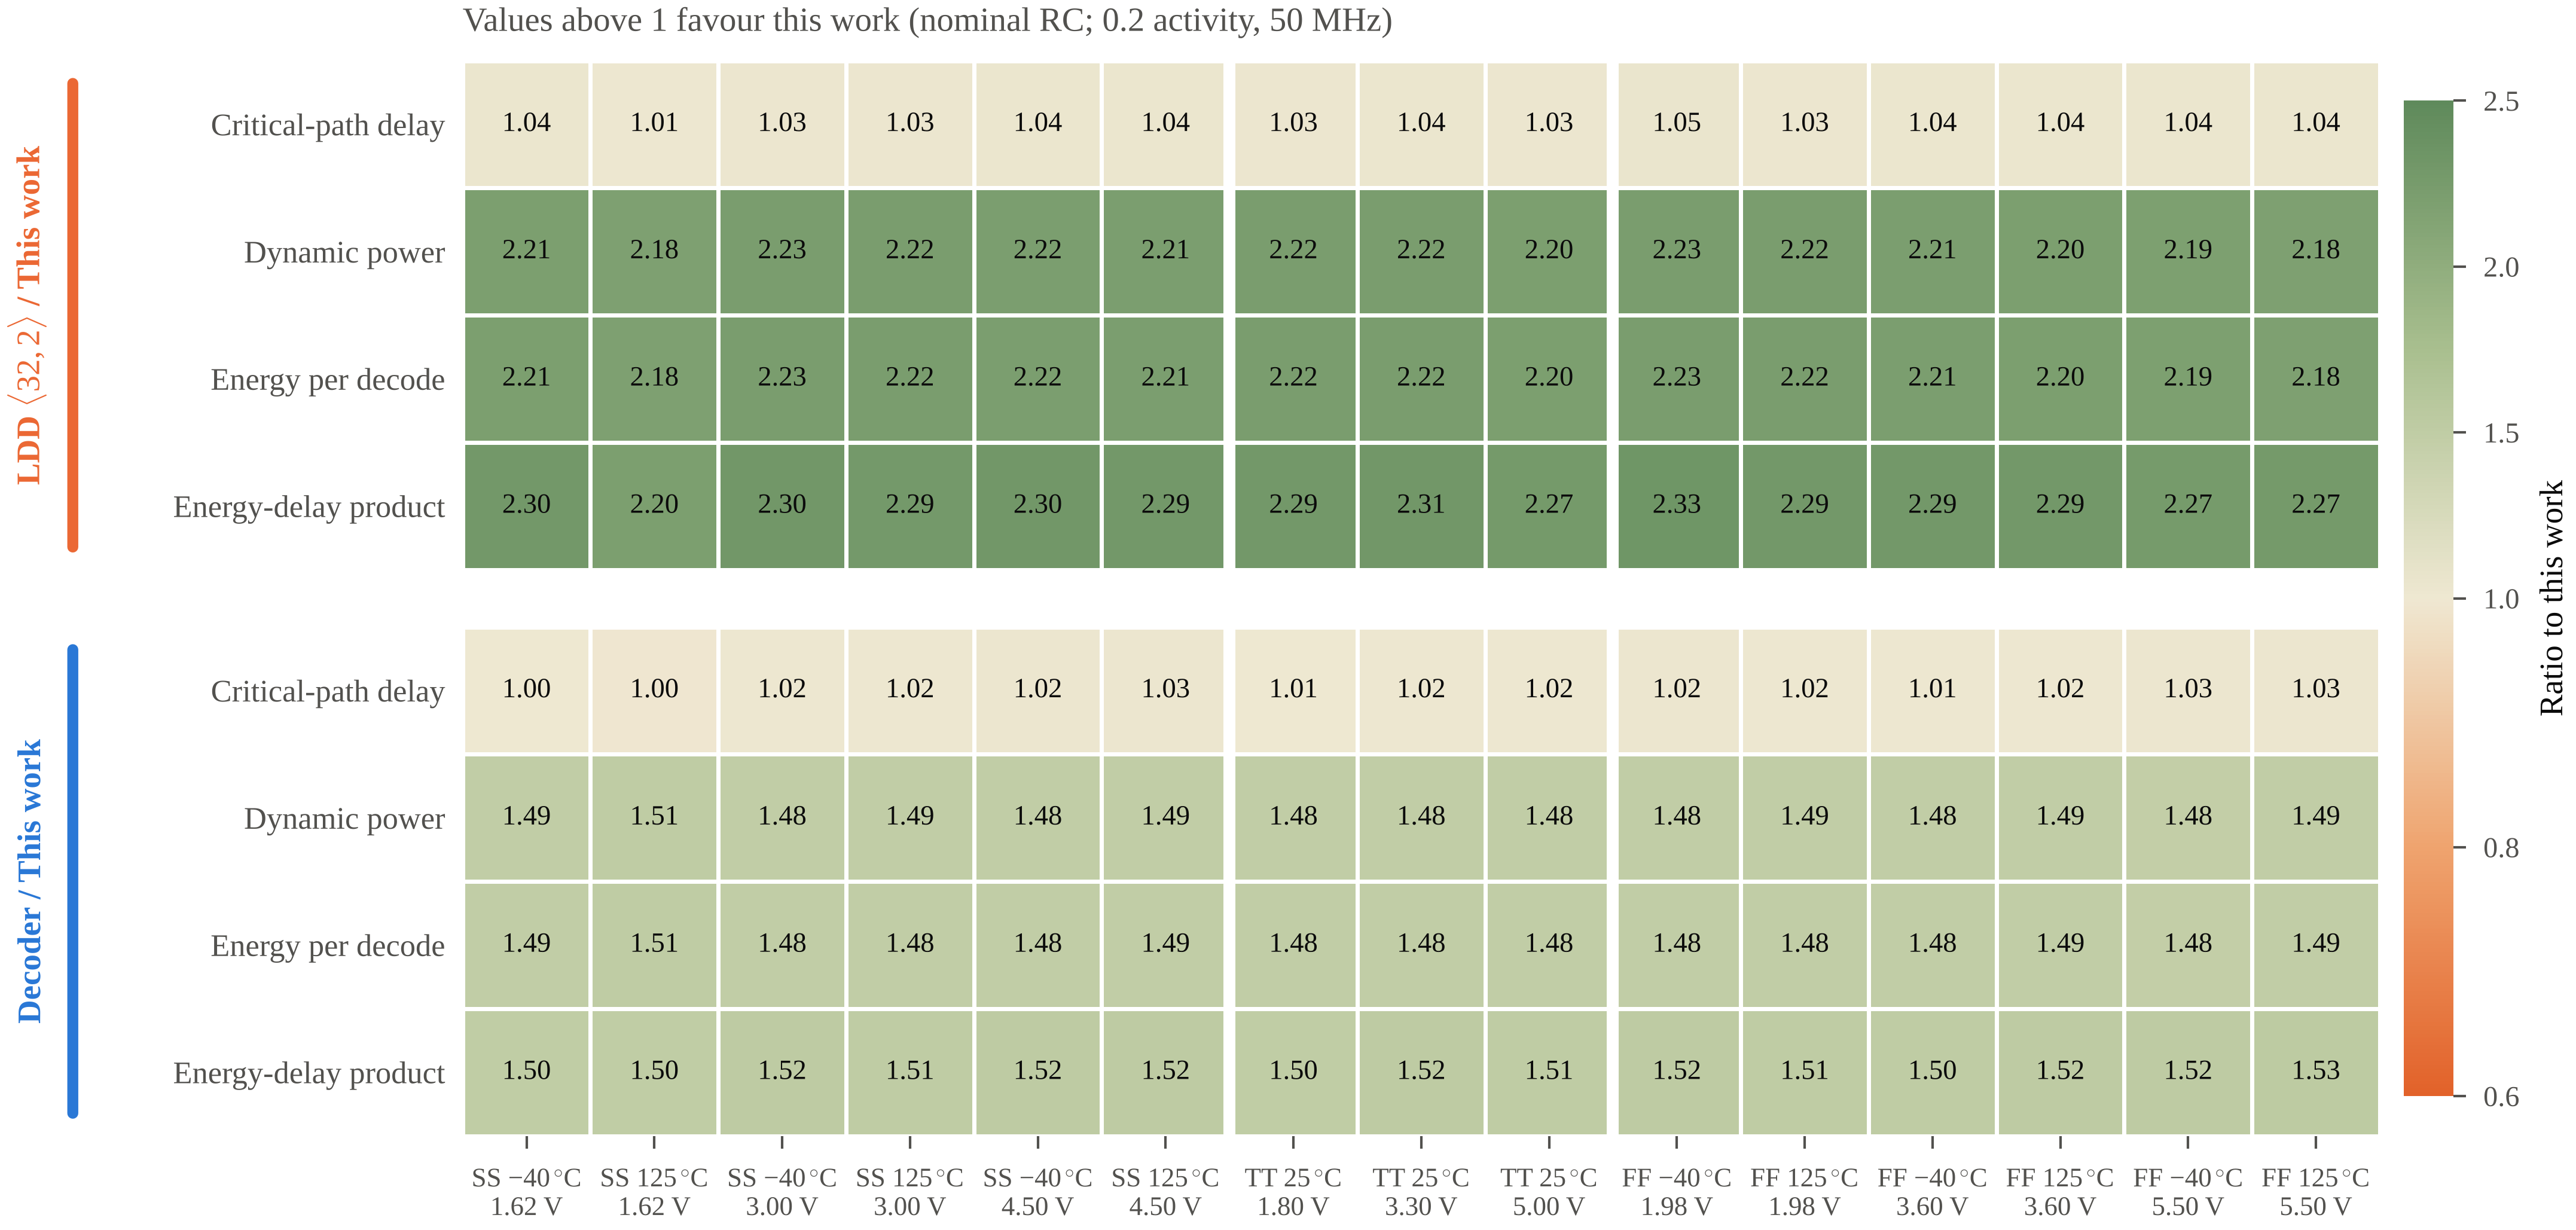 Values above 1 favour this work (nominal RC; 0.2 activity, 50 MHz)
LDD ⟨32, 2⟩ / This work
Critical-path delay 1.04 1.01 1.03 1.03 1.04 1.04 1.03 1.04 1.03 1.05 1.03 1.04 1.04 1.04 1.04
Dynamic power 2.21 2.18 2.23 2.22 2.22 2.21 2.22 2.22 2.20 2.23 2.22 2.21 2.20 2.19 2.18
Energy per decode 2.21 2.18 2.23 2.22 2.22 2.21 2.22 2.22 2.20 2.23 2.22 2.21 2.20 2.19 2.18
Energy-delay product 2.30 2.20 2.30 2.29 2.30 2.29 2.29 2.31 2.27 2.33 2.29 2.29 2.29 2.27 2.27
Decoder / This work
Critical-path delay 1.00 1.00 1.02 1.02 1.02 1.03 1.01 1.02 1.02 1.02 1.02 1.01 1.02 1.03 1.03
Dynamic power 1.49 1.51 1.48 1.49 1.48 1.49 1.48 1.48 1.48 1.48 1.49 1.48 1.49 1.48 1.49
Energy per decode 1.49 1.51 1.48 1.48 1.48 1.49 1.48 1.48 1.48 1.48 1.48 1.48 1.49 1.48 1.49
Energy-delay product 1.50 1.50 1.52 1.51 1.52 1.52 1.50 1.52 1.51 1.52 1.51 1.50 1.52 1.52 1.53
SS −40 °C SS 125 °C SS −40 °C SS 125 °C SS −40 °C SS 125 °C TT 25 °C TT 25 °C TT 25 °C FF −40 °C FF 125 °C FF −40 °C FF 125 °C FF −40 °C FF 125 °C
1.62 V 1.62 V 3.00 V 3.00 V 4.50 V 4.50 V 1.80 V 3.30 V 5.00 V 1.98 V 1.98 V 3.60 V 3.60 V 5.50 V 5.50 V
2.5
2.0
1.5
1.0
0.8
0.6
Ratio to this work